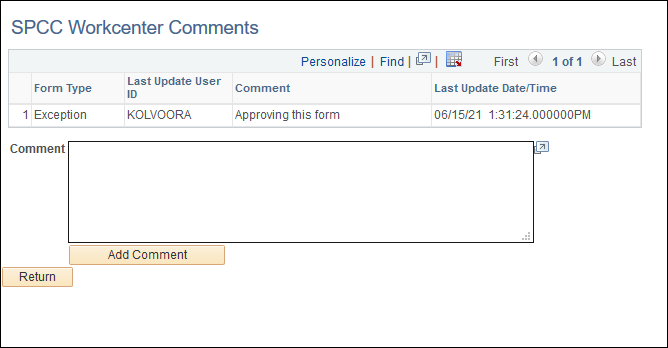 SPCC Workcenter Comments
Personalize | Find | | First 1 of 1 Last
Form Type Last Update User ID Comment Last Update Date/Time
1 Exception KOLVOORA Approving this form 06/15/21 1:31:24.000000PM
Comment
Add Comment
Return